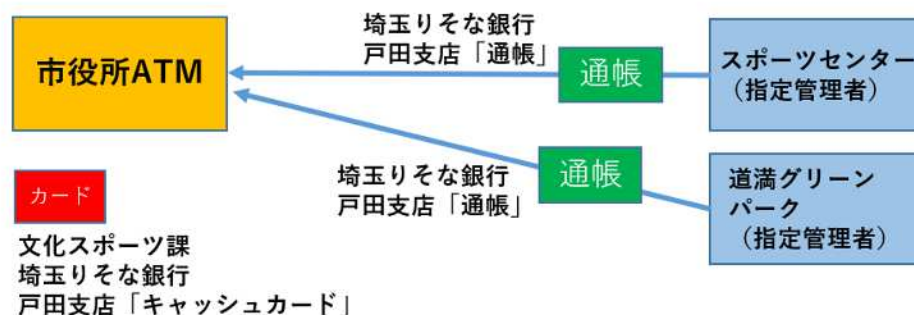 市役所ATM
埼玉りそな銀行
戸田支店「通帳」
通帳
スポーツセンター
（指定管理者）
埼玉りそな銀行
戸田支店「通帳」
通帳
道満グリーン
パーク
（指定管理者）
カード
文化スポーツ課
埼玉りそな銀行
戸田支店「キャッシュカード」